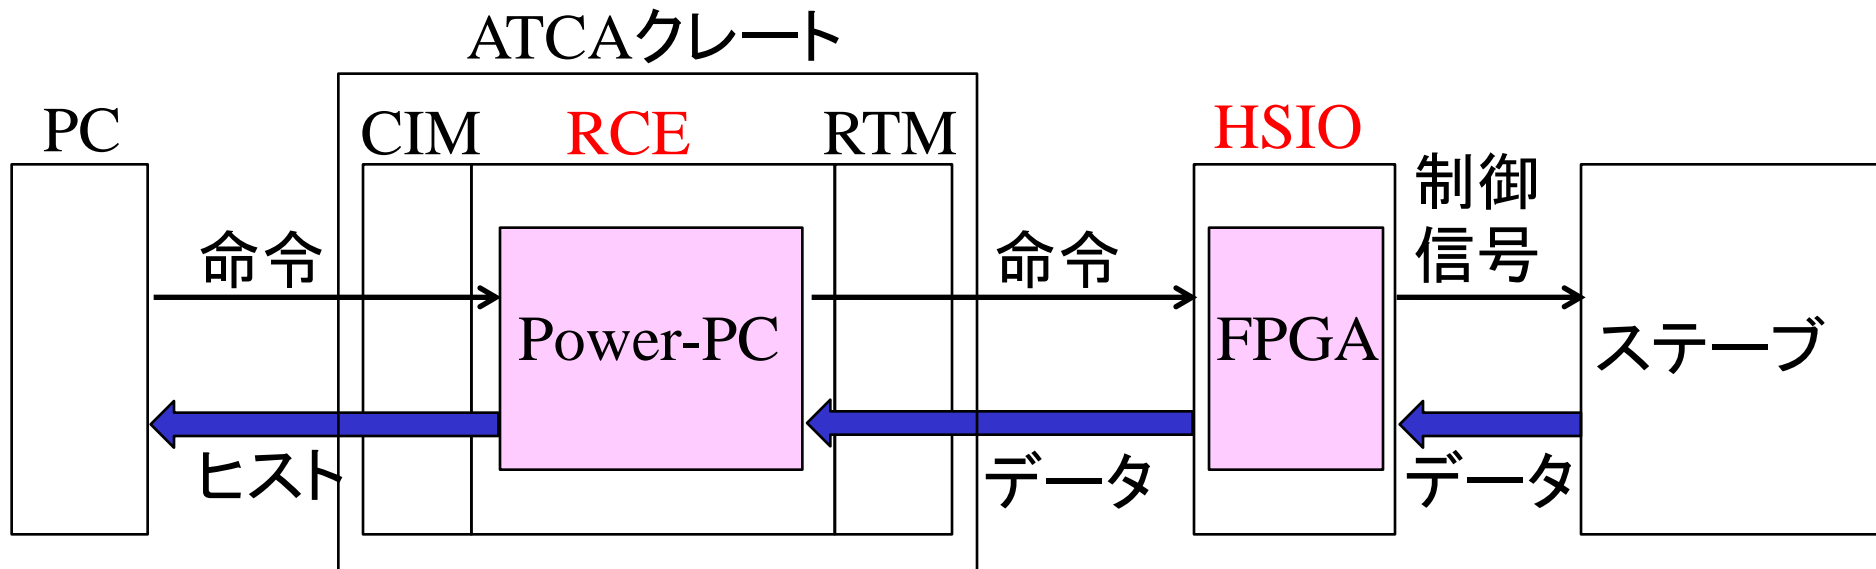 ATCAクレート
PC
CIM
RCE
RTM
HSIO
制御
信号
命令
命令
Power-PC
FPGA
ステーブ
ヒスト
データ
データ